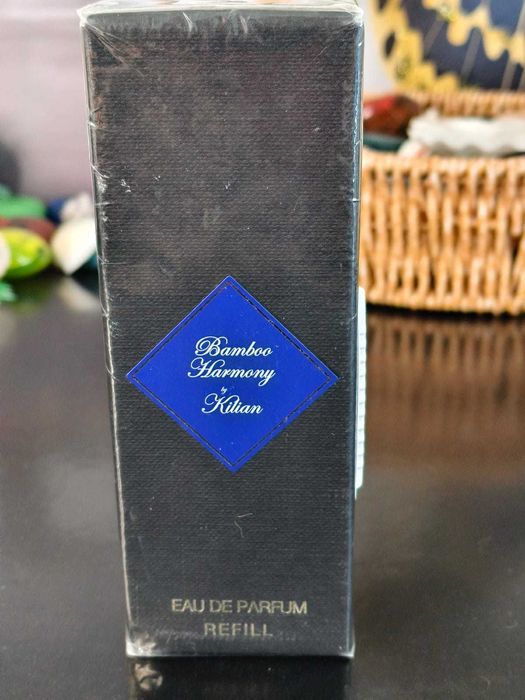 Bamboo
Harmony
by
Kilian
EAU DE PARFUM
REFILL